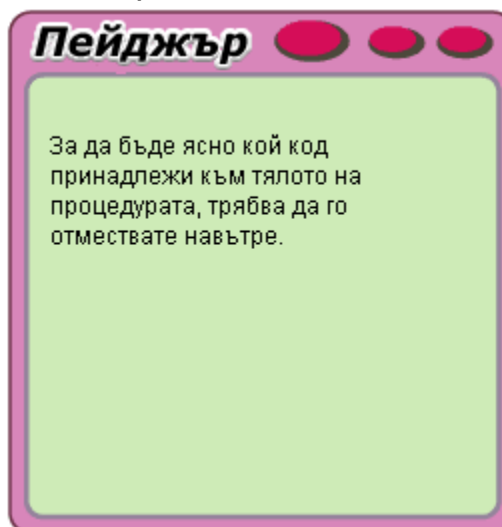 Пейджър
За да бъде ясно кой код
принадлежи към тялото на
процедурата, трябва да го
отмествате навътре.